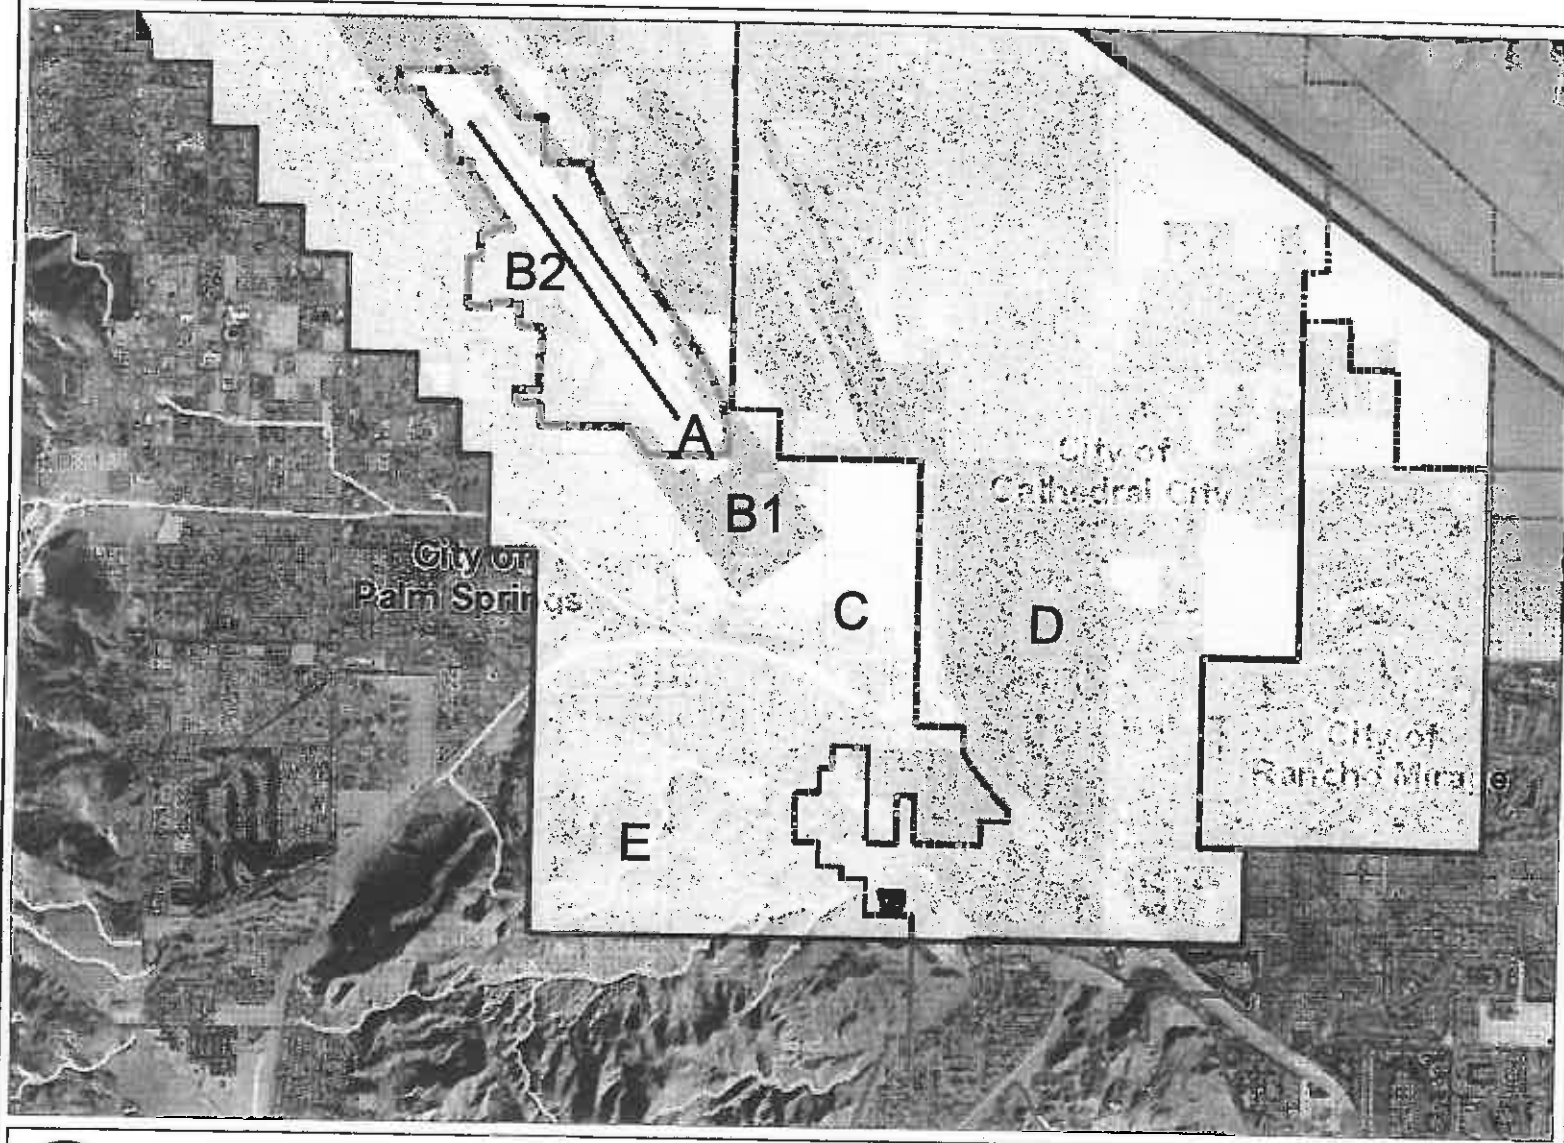 B2
A
City of
Cathedral City
B1
City of
Palm Springs
C
D
City of
Rancho Mirage
E